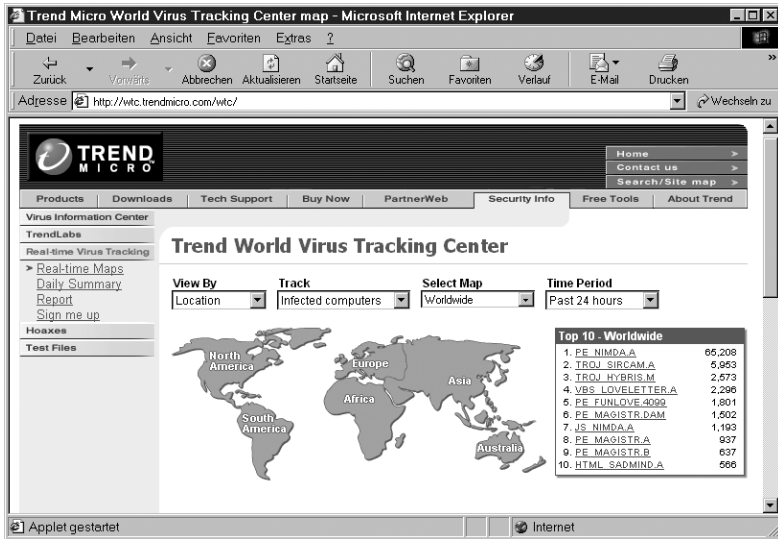 Trend Micro World Virus Tracking Center map - Microsoft Internet Explorer
Datei Bearbeiten Ansicht Favoriten Extras ?
Zurück Vorwärts Abbrechen Aktualisieren Startseite Suchen Favoriten Verlauf E-Mail Drucken »
Adresse http://wtc.trendmicro.com/wtc/ Wechseln zu
TREND MICRO
Home >
Contact us >
Search/Site map >
Products Downloads Tech Support Buy Now PartnerWeb Security Info Free Tools About Trend
Virus Information Center
TrendLabs
Real-time Virus Tracking
> Real-time Maps
Daily Summary
Report
Sign me up
Hoaxes
Test Files
Trend World Virus Tracking Center
View By Track Select Map Time Period
Location Infected computers Worldwide Past 24 hours
North America
Europe
Asia
Africa
South America
Australia
Top 10 - Worldwide
1. PE_NIMDA.A 65,208
2. TROJ_SIRCAM.A 5,953
3. TROJ_HYBRIS.M 2,573
4. VBS_LOVELETTER.A 2,296
5. PE_FUNLOVE.4099 1,801
6. PE_MAGISTR.DAM 1,502
7. JS_NIMDA.A 1,193
8. PE_MAGISTR.A 937
9. PE_MAGISTR.B 637
10. HTML_SADMIND.A 566
Applet gestartet Internet